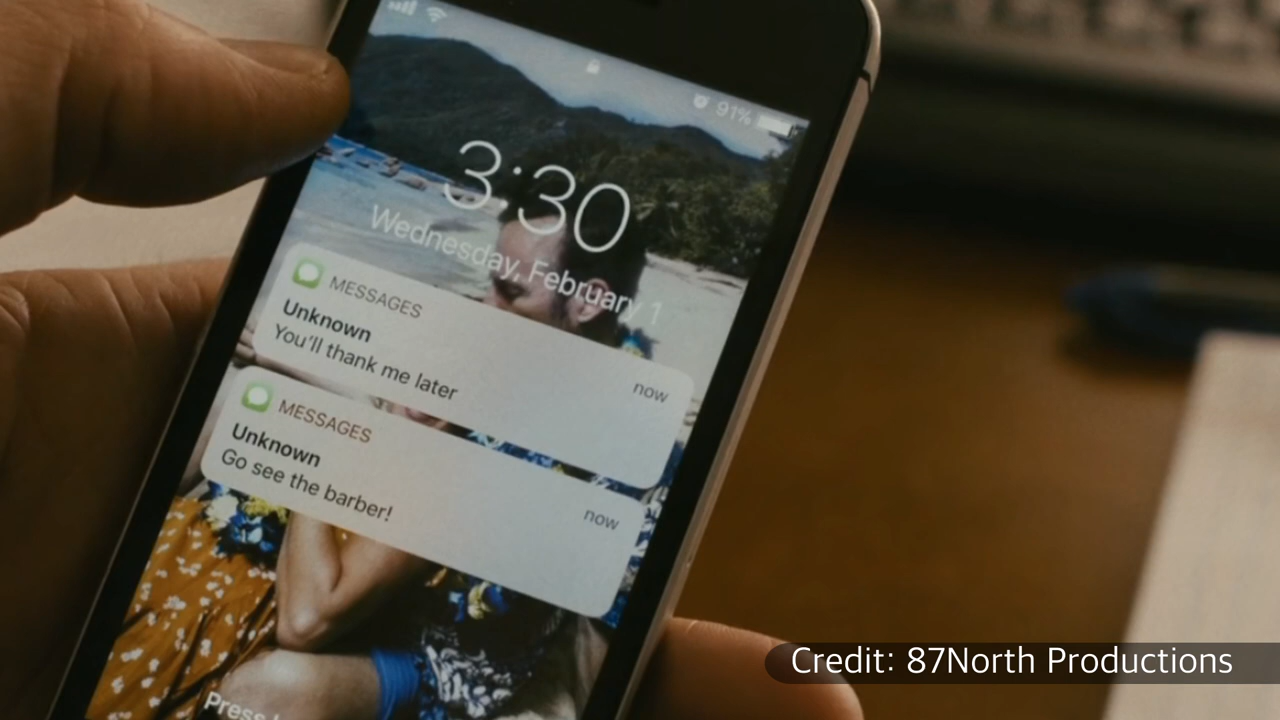 91%
3:30
Wednesday, February 1
MESSAGES
Unknown
You'll thank me later
now
MESSAGES
Unknown
Go see the barber!
now
Press
Credit: 87North Productions